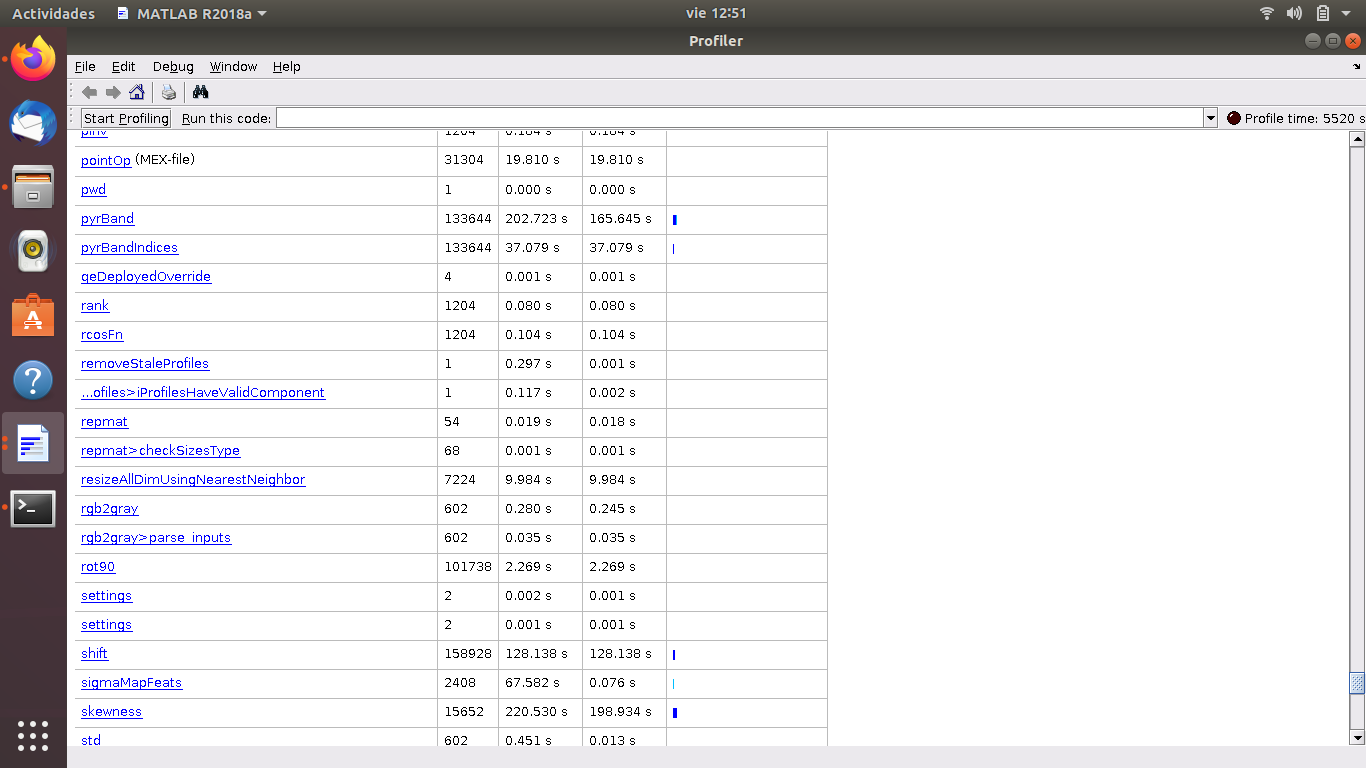 Actividades MATLAB R2018a vie 12:51
Profiler
File Edit Debug Window Help
Start Profiling Run this code: Profile time: 5520 s
pinv 1204 0.164 s 0.164 s
pointOp (MEX-file) 31304 19.810 s 19.810 s
pwd 1 0.000 s 0.000 s
pyrBand 133644 202.723 s 165.645 s
pyrBandIndices 133644 37.079 s 37.079 s
qeDeployedOverride 4 0.001 s 0.001 s
rank 1204 0.080 s 0.080 s
rcosFn 1204 0.104 s 0.104 s
removeStaleProfiles 1 0.297 s 0.001 s
...ofiles>iProfilesHaveValidComponent 1 0.117 s 0.002 s
repmat 54 0.019 s 0.018 s
repmat>checkSizesType 68 0.001 s 0.001 s
resizeAllDimUsingNearestNeighbor 7224 9.984 s 9.984 s
rgb2gray 602 0.280 s 0.245 s
rgb2gray>parse_inputs 602 0.035 s 0.035 s
rot90 101738 2.269 s 2.269 s
settings 2 0.002 s 0.001 s
settings 2 0.001 s 0.001 s
shift 158928 128.138 s 128.138 s
sigmaMapFeats 2408 67.582 s 0.076 s
skewness 15652 220.530 s 198.934 s
std 602 0.451 s 0.013 s